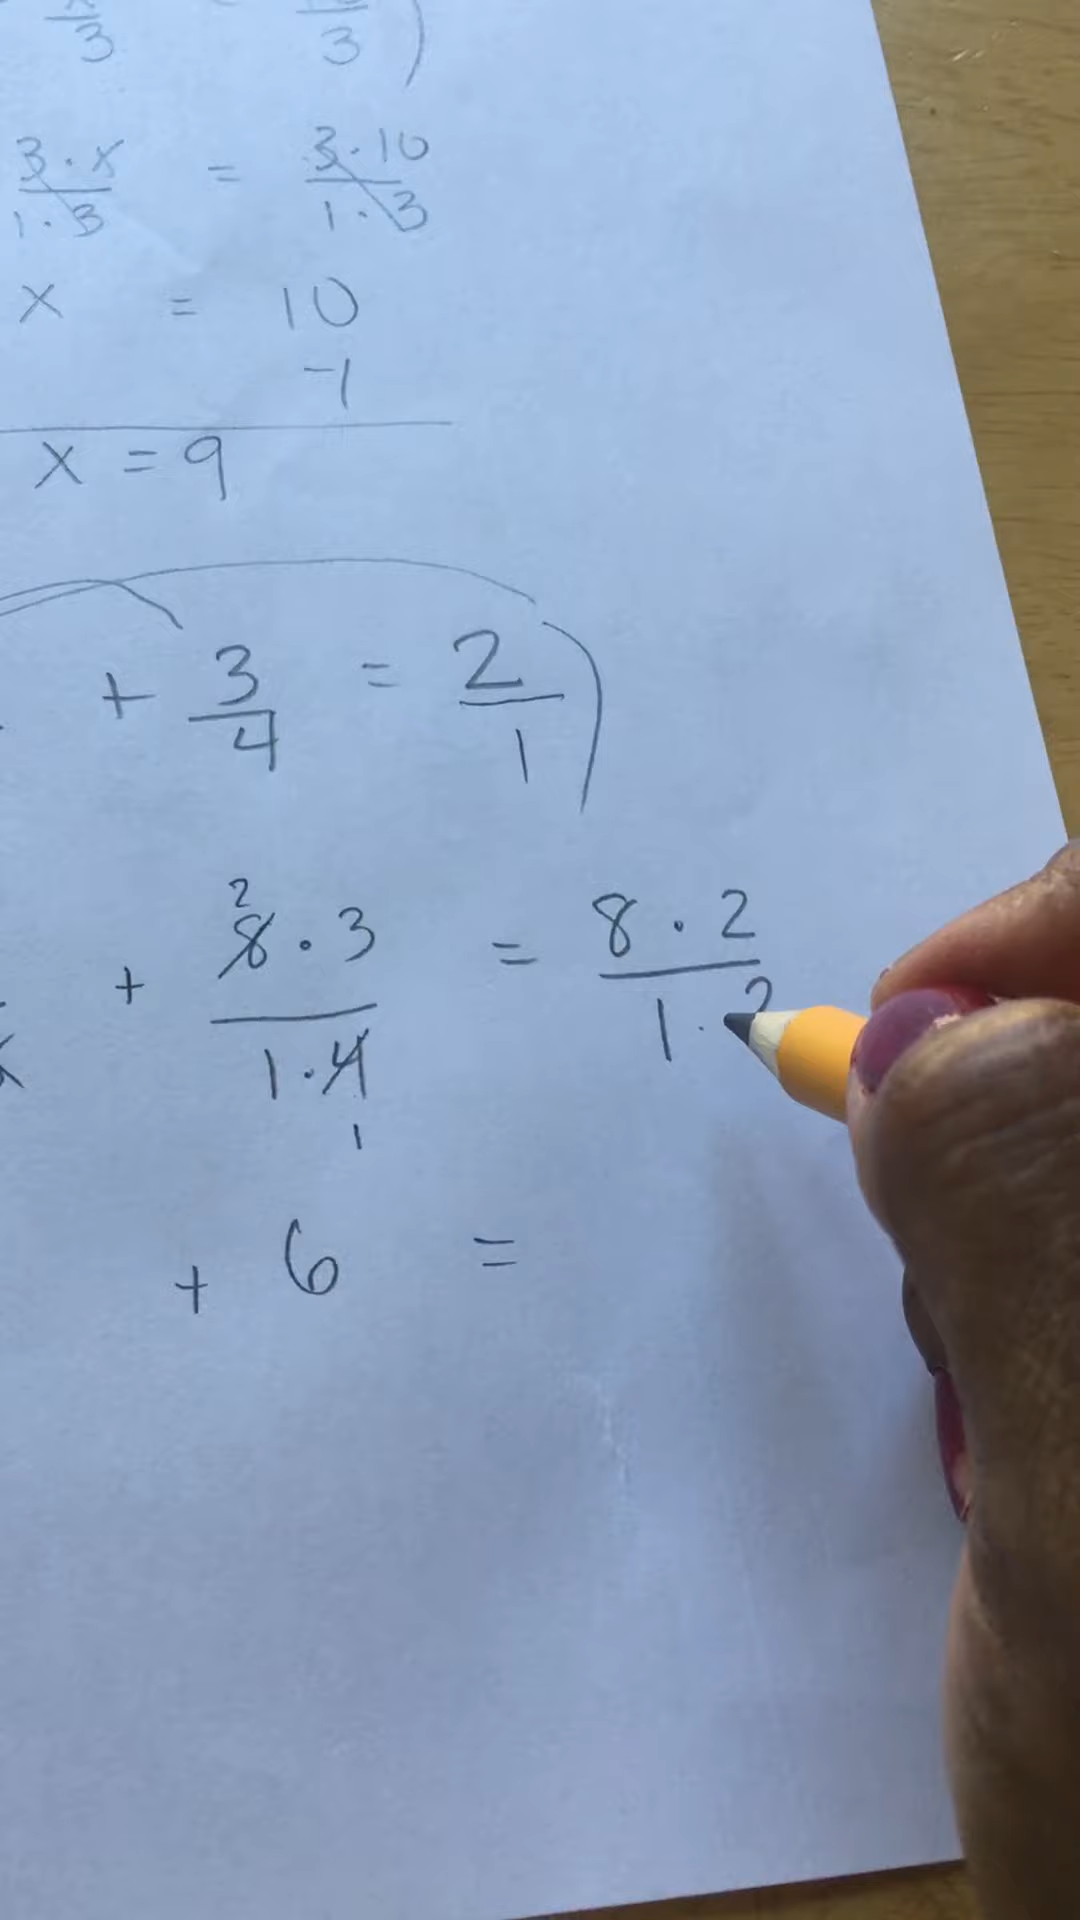 3 3 )
3 · x = 3 · 10
1 · 3 1 · 3
x = 10
-1
x = 9
+ 3 = 2 )
4 1
2
8 · 3 = 8 · 2
+
1 · 4 1 · 2
1
+ 6 =